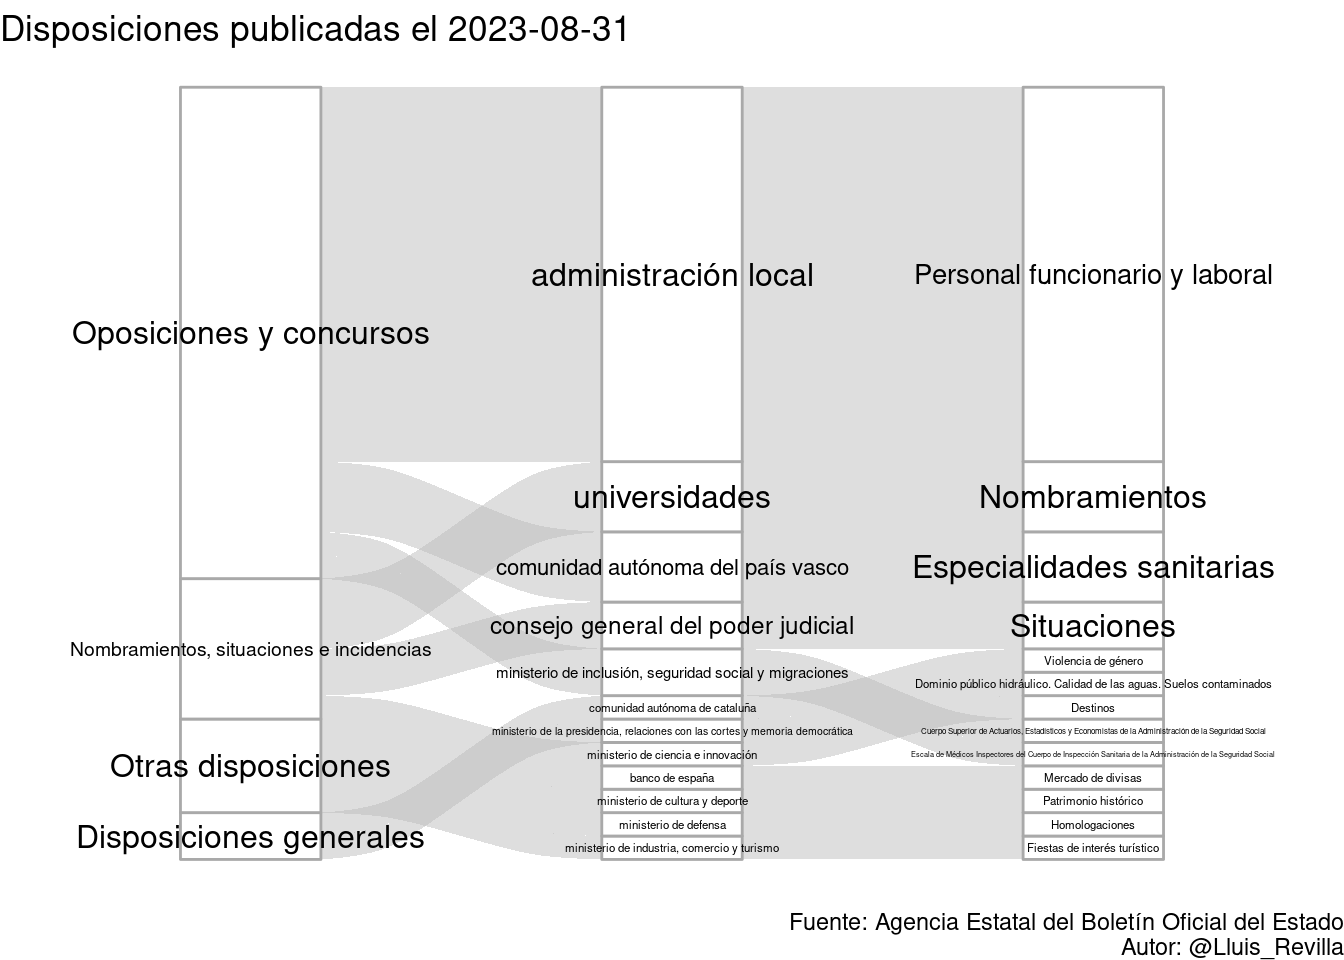 Disposiciones publicadas el 2023-08-31
Oposiciones y concursos
Nombramientos, situaciones e incidencias
Otras disposiciones
Disposiciones generales
administración local
universidades
comunidad autónoma del país vasco
consejo general del poder judicial
ministerio de inclusión, seguridad social y migraciones
comunidad autónoma de cataluña
ministerio de la presidencia, relaciones con las cortes y memoria democrática
ministerio de ciencia e innovación
banco de españa
ministerio de cultura y deporte
ministerio de defensa
ministerio de industria, comercio y turismo
Personal funcionario y laboral
Nombramientos
Especialidades sanitarias
Situaciones
Violencia de género
Dominio público hidráulico. Calidad de las aguas. Suelos contaminados
Destinos
Cuerpo Superior de Actuarios, Estadísticos y Economistas de la Administración de la Seguridad Social
Escala de Médicos Inspectores del Cuerpo de Inspección Sanitaria de la Administración de la Seguridad Social
Mercado de divisas
Patrimonio histórico
Homologaciones
Fiestas de interés turístico
Fuente: Agencia Estatal del Boletín Oficial del Estado
Autor: @Lluis_Revilla